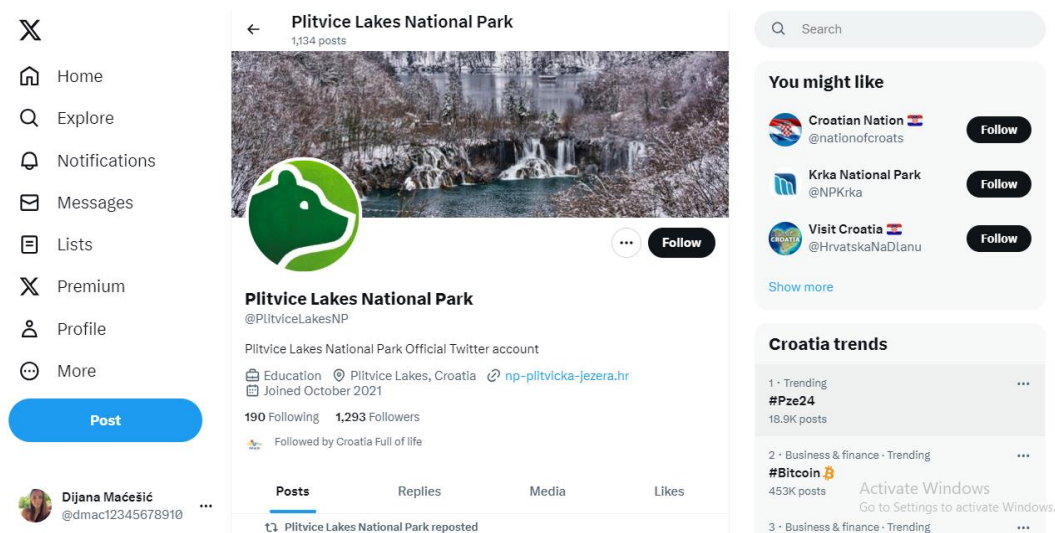 Home
Explore
Notifications
Messages
Lists
Premium
Profile
More
Post
Dijana Maćešić
@dmac12345678910
Plitvice Lakes National Park
1,134 posts
Follow
Plitvice Lakes National Park
@PlitviceLakesNP
Plitvice Lakes National Park Official Twitter account
Education Plitvice Lakes, Croatia np-plitvicka-jezera.hr
Joined October 2021
190 Following 1,293 Followers
Followed by Croatia Full of life
Posts Replies Media Likes
Plitvice Lakes National Park reposted
Search
You might like
Croatian Nation
@nationofcroats
Follow
Krka National Park
@NPKrka
Follow
CROATIA
Visit Croatia
@HrvatskaNaDlanu
Follow
Show more
Croatia trends
1 · Trending
#Pze24
18.9K posts
2 · Business & finance · Trending
#Bitcoin
453K posts
Activate Windows
Go to Settings to activate Windows.
3 · Business & finance · Trending